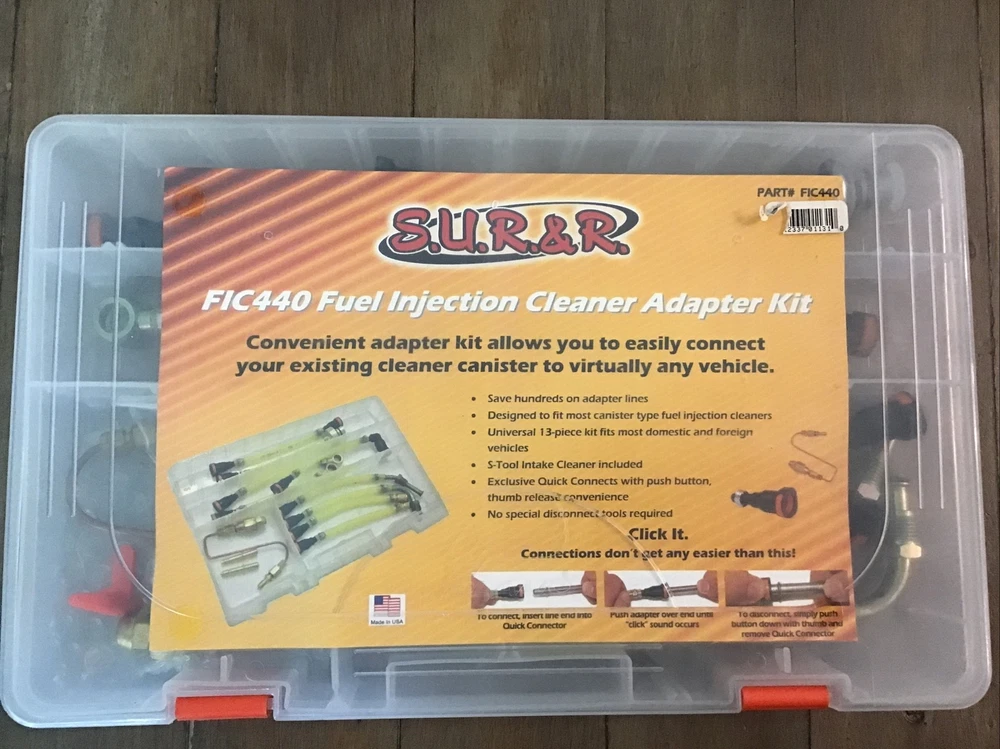 PART# FIC440
S.U.R.&R.
FIC440 Fuel Injection Cleaner Adapter Kit
Convenient adapter kit allows you to easily connect
your existing cleaner canister to virtually any vehicle.
• Save hundreds on adapter lines
• Designed to fit most canister type fuel injection cleaners
• Universal 13-piece kit fits most domestic and foreign
vehicles
• S-Tool Intake Cleaner included
• Exclusive Quick Connects with push button,
thumb release convenience
• No special disconnect tools required
Click It.
Connections don't get any easier than this!
Made in USA
To connect, insert line end into
Quick Connector
Push adapter over end until
"click" sound occurs
To disconnect, simply push
button down with thumb and
remove Quick Connector